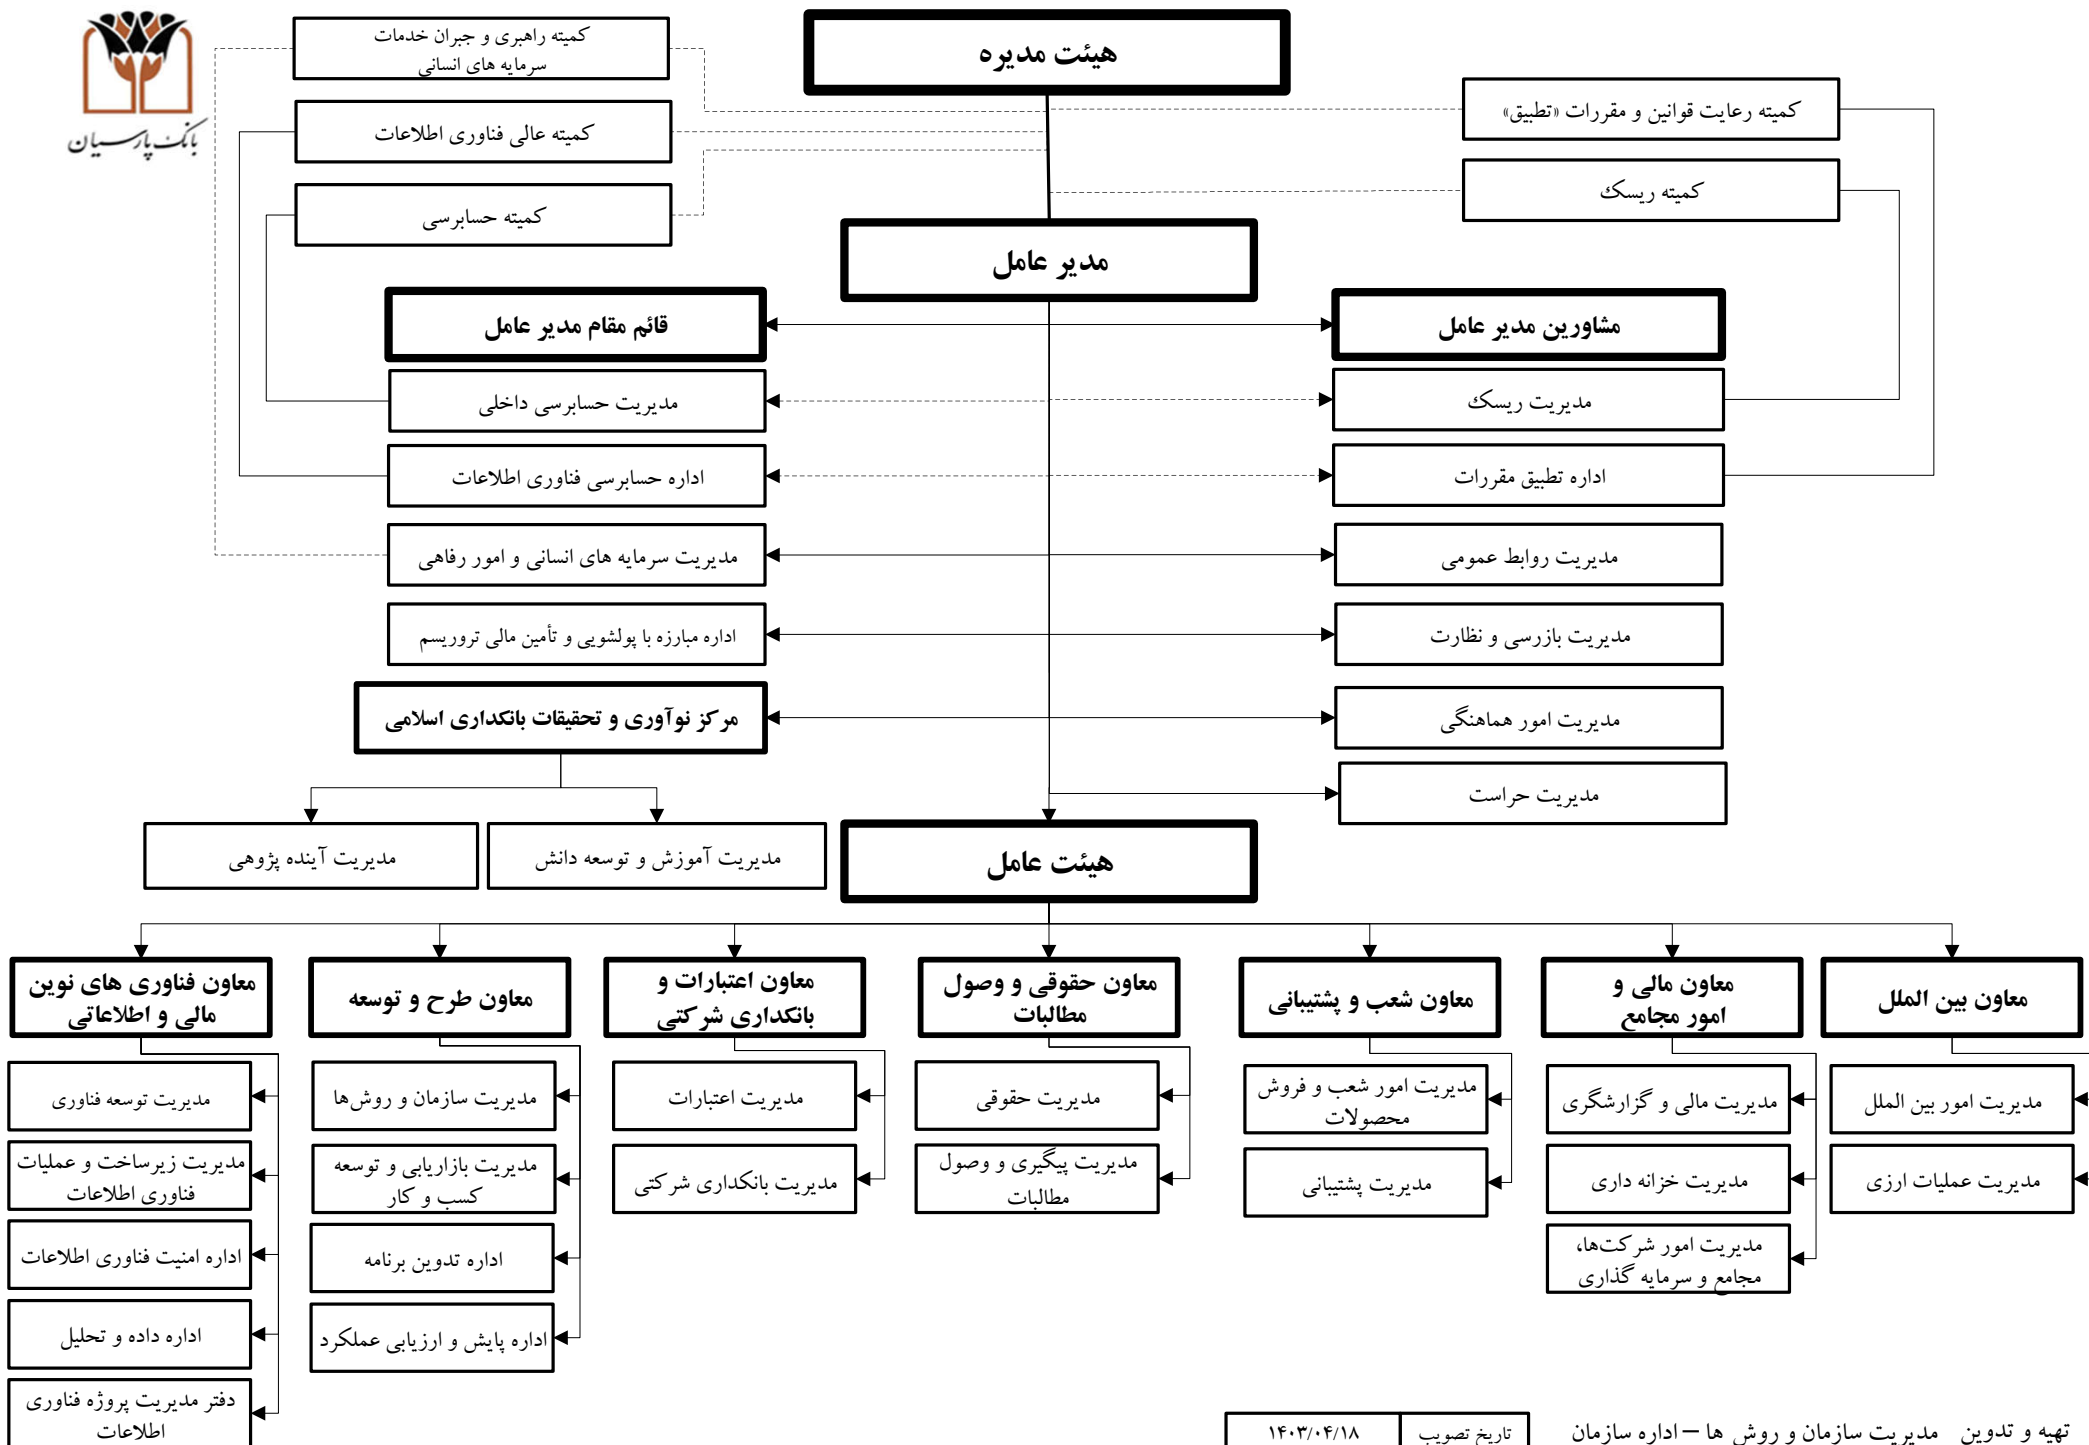 بانک پارسیان
هیئت مدیره
کمیته راهبری و جبران خدمات
سرمایه های انسانی
کمیته عالی فناوری اطلاعات
کمیته حسابرسی
کمیته رعایت قوانین و مقررات «تطبیق»
کمیته ریسک
مدیر عامل
مشاورین مدیر عامل
قائم مقام مدیر عامل
مدیریت ریسک
مدیریت حسابرسی داخلی
اداره تطبیق مقررات
اداره حسابرسی فناوری اطلاعات
مدیریت روابط عمومی
مدیریت سرمایه های انسانی و امور رفاهی
مدیریت بازرسی و نظارت
اداره مبارزه با پولشویی و تأمین مالی تروریسم
مدیریت امور هماهنگی
مرکز نوآوری و تحقیقات بانکداری اسلامی
مدیریت حراست
مدیریت آموزش و توسعه دانش
مدیریت آینده پژوهی
هیئت عامل
معاون بین الملل
مدیریت امور بین الملل
مدیریت عملیات ارزی
معاون مالی و
امور مجامع
مدیریت مالی و گزارشگری
مدیریت خزانه داری
مدیریت امور شرکت‌ها،
مجامع و سرمایه گذاری
معاون شعب و پشتیبانی
مدیریت امور شعب و فروش
محصولات
مدیریت پشتیبانی
معاون حقوقی و وصول
مطالبات
مدیریت حقوقی
مدیریت پیگیری و وصول
مطالبات
معاون اعتبارات و
بانکداری شرکتی
مدیریت اعتبارات
مدیریت بانکداری شرکتی
معاون طرح و توسعه
مدیریت سازمان و روش‌ها
مدیریت بازاریابی و توسعه
کسب و کار
اداره تدوین برنامه
اداره پایش و ارزیابی عملکرد
معاون فناوری های نوین
مالی و اطلاعاتی
مدیریت توسعه فناوری
مدیریت زیرساخت و عملیات
فناوری اطلاعات
اداره امنیت فناوری اطلاعات
اداره داده و تحلیل
دفتر مدیریت پروژه فناوری
اطلاعات
تهیه و تدوین مدیریت سازمان و روش ها – اداره سازمان
تاریخ تصویب ۱۴۰۳/۰۴/۱۸